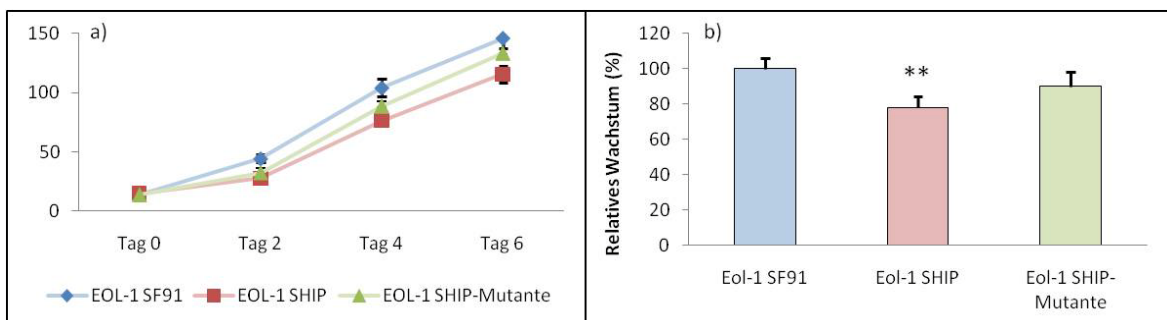 a)
150
100
50
0
Tag 0 Tag 2 Tag 4 Tag 6
EOL-1 SF91 EOL-1 SHIP EOL-1 SHIP-Mutante
b)
Relatives Wachstum (%)
120
100
80
60
40
20
0
**
Eol-1 SF91 Eol-1 SHIP Eol-1 SHIP-
Mutante